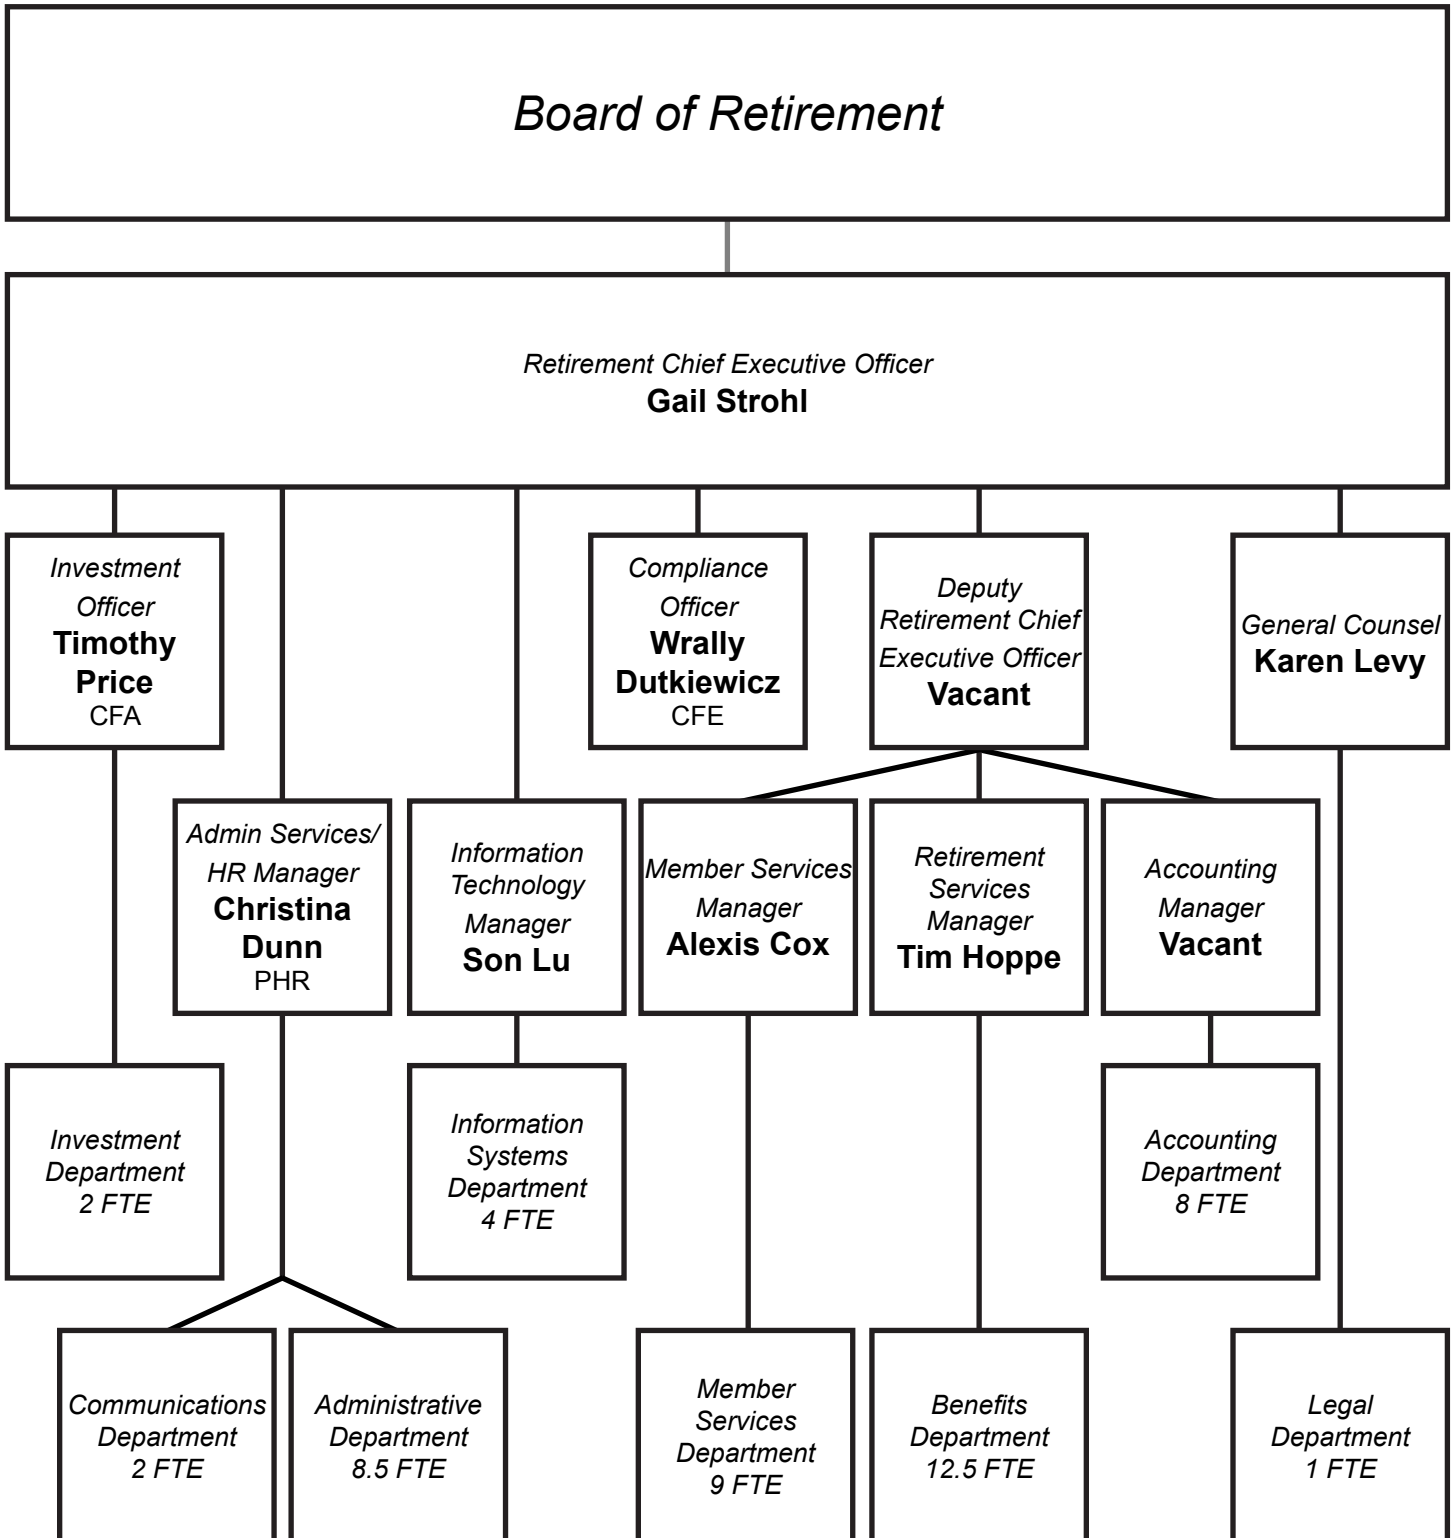 Board of Retirement
Retirement Chief Executive Officer
Gail Strohl
Investment
Officer
Timothy
Price
CFA
Compliance
Officer
Wrally
Dutkiewicz
CFE
Deputy
Retirement Chief
Executive Officer
Vacant
General Counsel
Karen Levy
Admin Services/
HR Manager
Christina
Dunn
PHR
Information
Technology
Manager
Son Lu
Member Services
Manager
Alexis Cox
Retirement
Services
Manager
Tim Hoppe
Accounting
Manager
Vacant
Investment
Department
2 FTE
Information
Systems
Department
4 FTE
Accounting
Department
8 FTE
Communications
Department
2 FTE
Administrative
Department
8.5 FTE
Member
Services
Department
9 FTE
Benefits
Department
12.5 FTE
Legal
Department
1 FTE